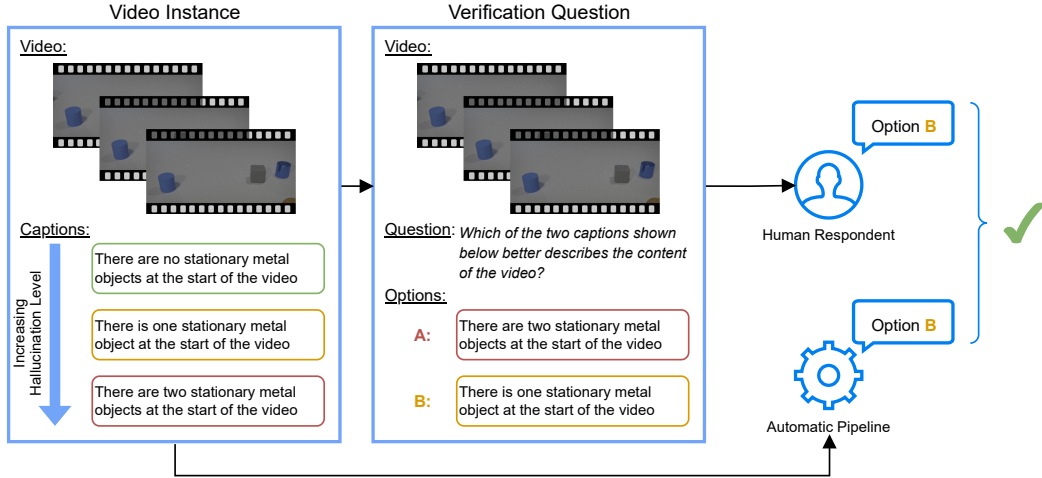 Video Instance
Video:
Captions:
Increasing
Hallucination Level
There are no stationary metal
objects at the start of the video
There is one stationary metal
object at the start of the video
There are two stationary metal
objects at the start of the video
Verification Question
Video:
Question: Which of the two captions shown
below better describes the content
of the video?
Options:
A: There are two stationary metal
objects at the start of the video
B: There is one stationary metal
object at the start of the video
Option B
Human Respondent
Option B
Automatic Pipeline